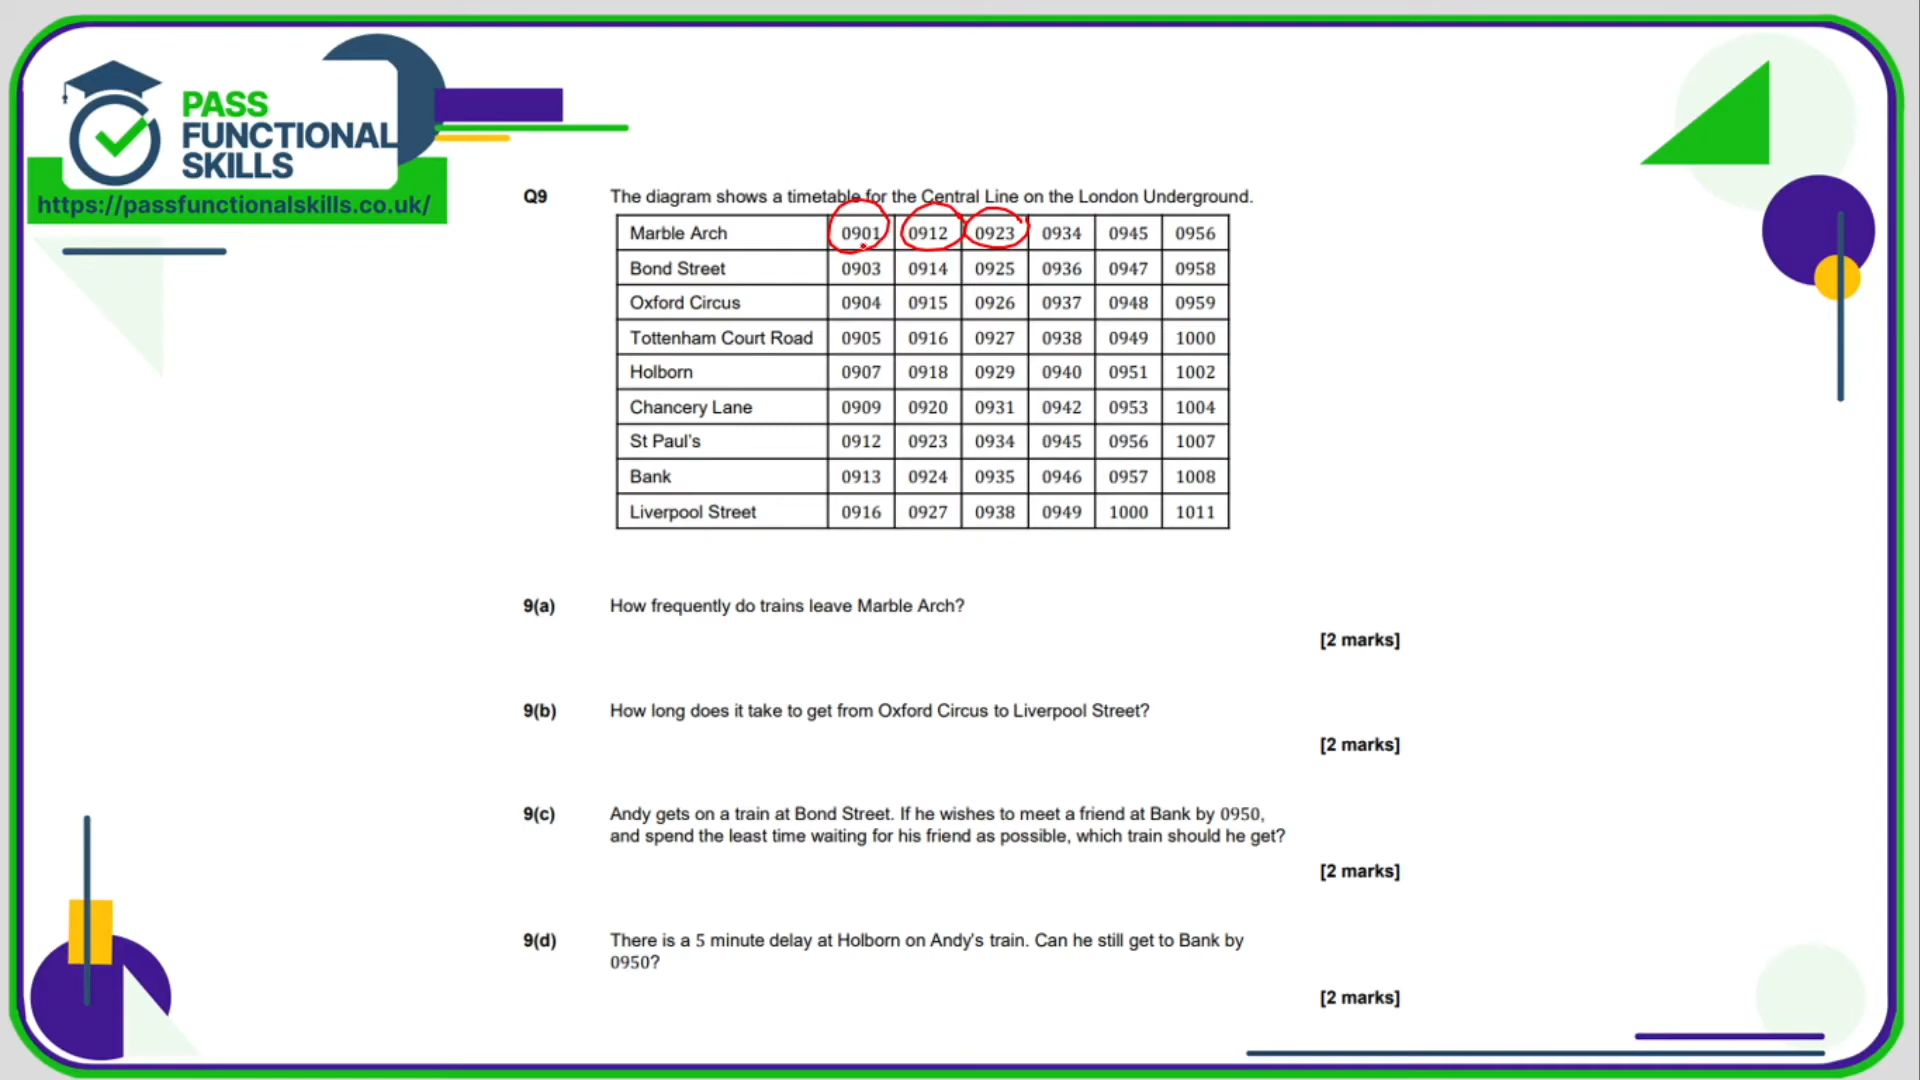 PASS
FUNCTIONAL
SKILLS
https://passfunctionalskills.co.uk/
Q9 The diagram shows a timetable for the Central Line on the London Underground.
Marble Arch 0901 0912 0923 0934 0945 0956
Bond Street 0903 0914 0925 0936 0947 0958
Oxford Circus 0904 0915 0926 0937 0948 0959
Tottenham Court Road 0905 0916 0927 0938 0949 1000
Holborn 0907 0918 0929 0940 0951 1002
Chancery Lane 0909 0920 0931 0942 0953 1004
St Paul's 0912 0923 0934 0945 0956 1007
Bank 0913 0924 0935 0946 0957 1008
Liverpool Street 0916 0927 0938 0949 1000 1011
9(a) How frequently do trains leave Marble Arch?
[2 marks]
9(b) How long does it take to get from Oxford Circus to Liverpool Street?
[2 marks]
9(c) Andy gets on a train at Bond Street. If he wishes to meet a friend at Bank by 0950,
and spend the least time waiting for his friend as possible, which train should he get?
[2 marks]
9(d) There is a 5 minute delay at Holborn on Andy's train. Can he still get to Bank by
0950?
[2 marks]